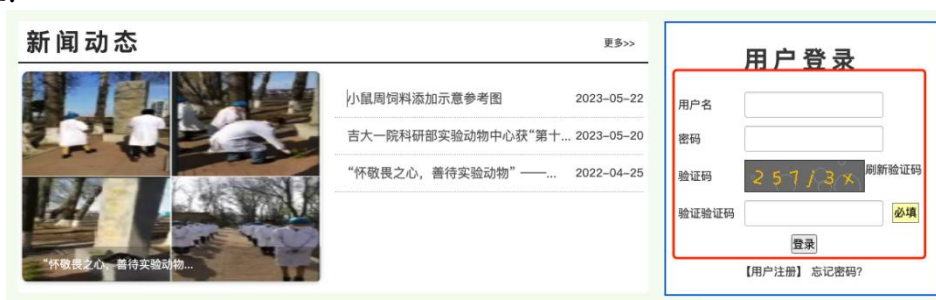 新闻动态
更多>>
小鼠周饲料添加示意参考图 2023-05-22
吉大一院科研部实验动物中心获“第十... 2023-05-20
“怀敬畏之心，善待实验动物”——... 2022-04-25
“怀敬畏之心，善待实验动物...
用户登录
用户名
密码
验证码 刷新验证码
验证验证码 必填
登录
【用户注册】 忘记密码?